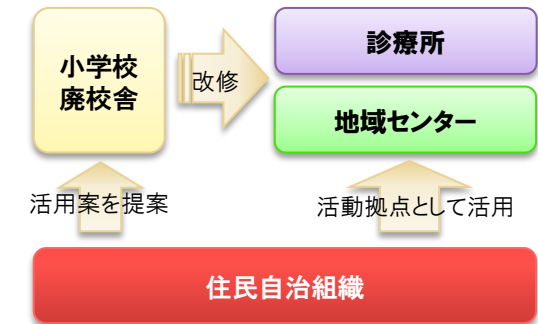 小学校
廃校舎
改修
診療所
地域センター
活用案を提案
活動拠点として活用
住民自治組織